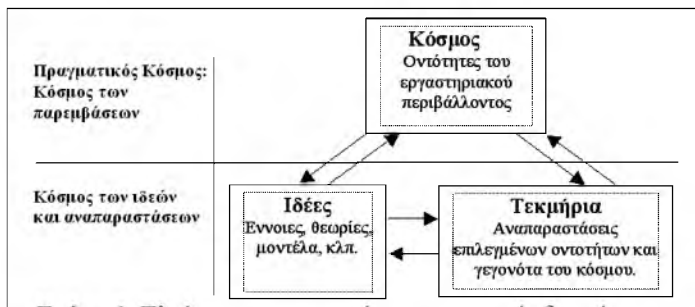 Κόσμος
Οντότητες του
εργαστηριακού
περιβάλλοντος
Πραγματικός Κόσμος:
Κόσμος των
παρεμβάσεων
Κόσμος των ιδεών
και αναπαραστάσεων
Ιδέες
Έννοιες, θεωρίες,
μοντέλα, κλπ.
Τεκμήρια
Αναπαραστάσεις
επιλεγμένων οντοτήτων και
γεγονότα του κόσμου.